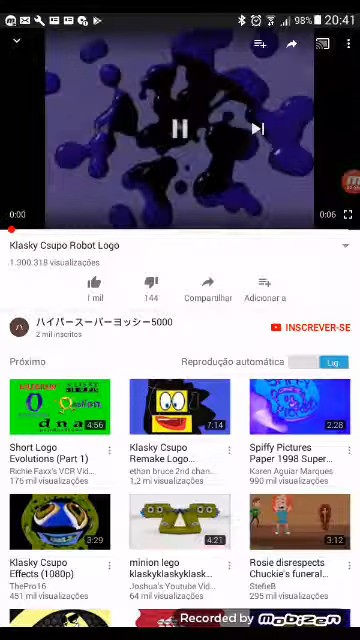 98% 20:41
0:00
0:06
Klasky Csupo Robot Logo
1.300.318 visualizações
1 mil
144
Compartilhar
Adicionar a
ハイパースーパーヨッシー5000
2 mil inscritos
INSCREVER-SE
Próximo
Reprodução automática
Lig
4:56
7:14
2:28
Short Logo Evolutions (Part 1)
Richie Faxx's VCR Vid...
176 mil visualizações
Klasky Csupo Remake Logo...
ethan bruce 2nd chan...
1,2 mi visualizações
Spiffy Pictures Paper 1998 Super...
Karen Aguiar Marques
990 mil visualizações
3:29
4:21
3:12
Klasky Csupo Effects (1080p)
ThePro16
451 mil visualizações
minion lego klaskyklaskyklask...
Joshua's Youtube Vid...
64 mil visualizações
Rosie disrespects Chuckie's funeral...
StefieB
295 mil visualizações
Recorded by MOBIZEN